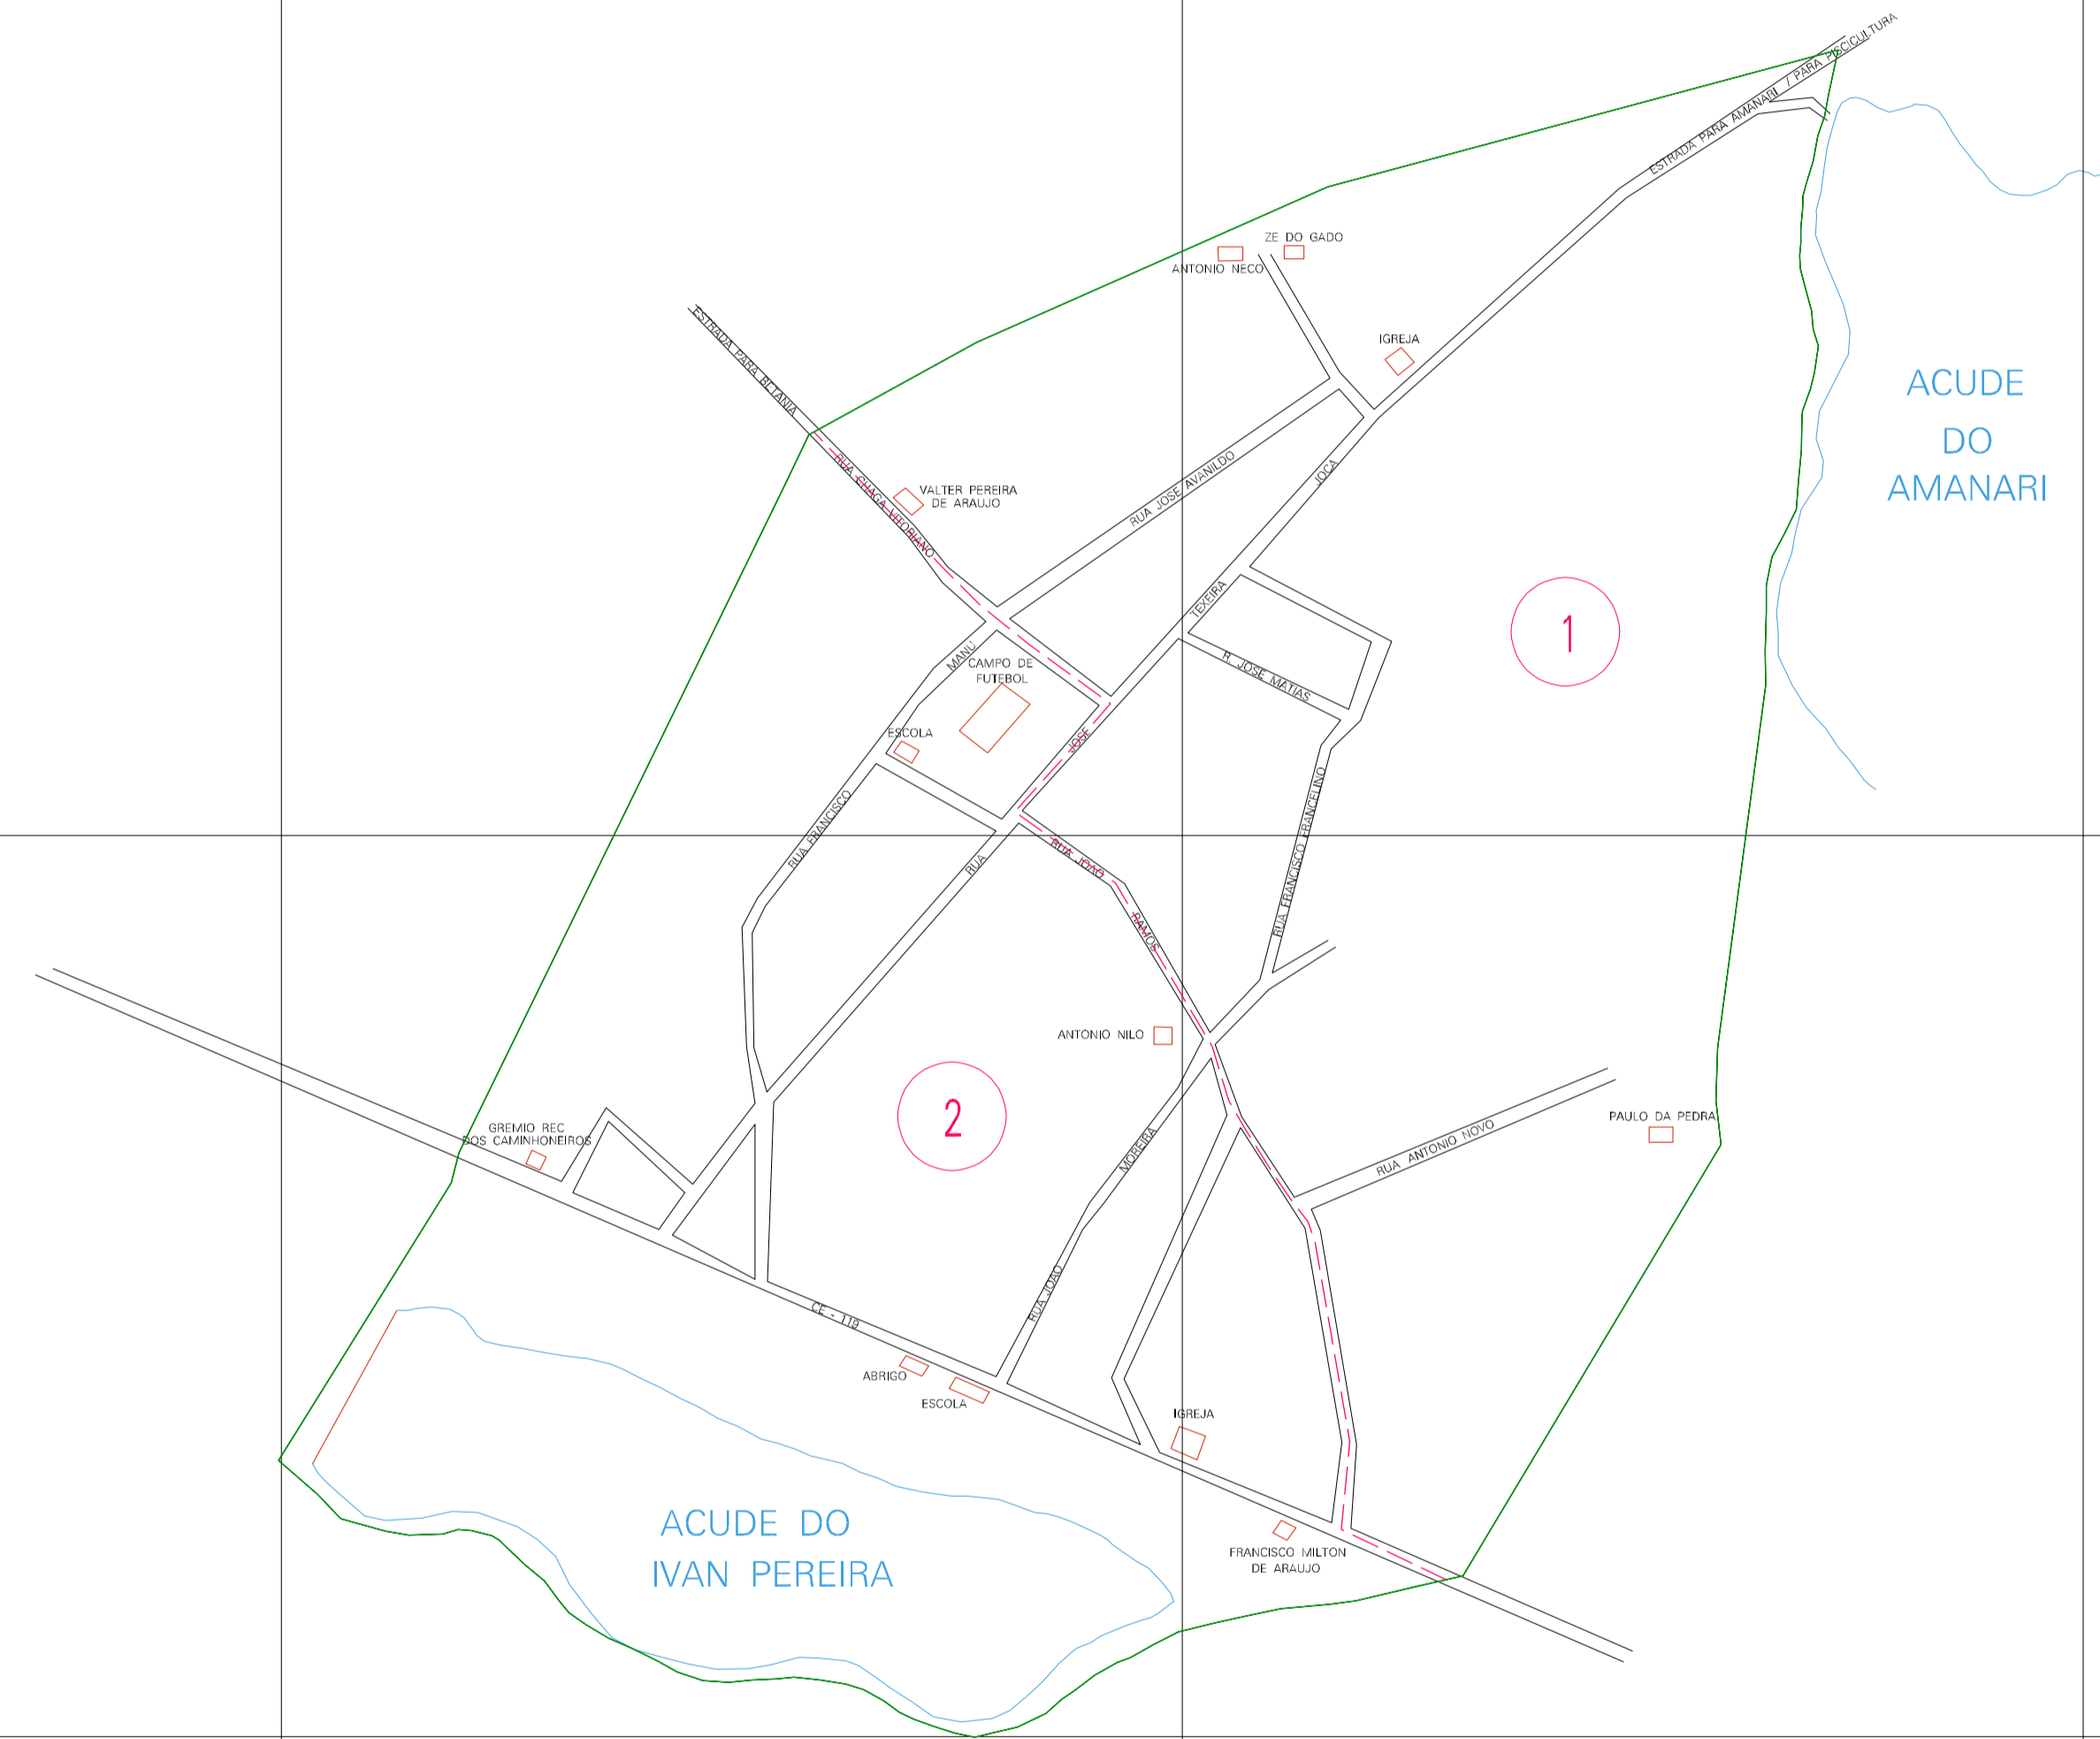 ESTRADA PARA AMANARI / PARA PISCICULTURA
ZE DO GADO
ANTONIO NECO
ESTRADA PARA BETANIA
IGREJA
ACUDE
DO
AMANARI
RUA CHAGA VITORIANO
VALTER PEREIRA
DE ARAUJO
RUA JOSE AVANILDO
RUA JOSE TEXEIRA JOCA
1
R. JOSE MATIAS
RUA FRANCISCO MANU
CAMPO DE
FUTEBOL
ESCOLA
RUA FRANCISCO FRANCELINO
RUA JOAO RAMOS
ANTONIO NILO
2
GREMIO REC
DOS CAMINHONEIROS
PAULO DA PEDRA
RUA ANTONIO NOVO
RUA JOAO MOREIRA
CE - 119
ABRIGO
ESCOLA
IGREJA
ACUDE DO
IVAN PEREIRA
FRANCISCO MILTON
DE ARAUJO